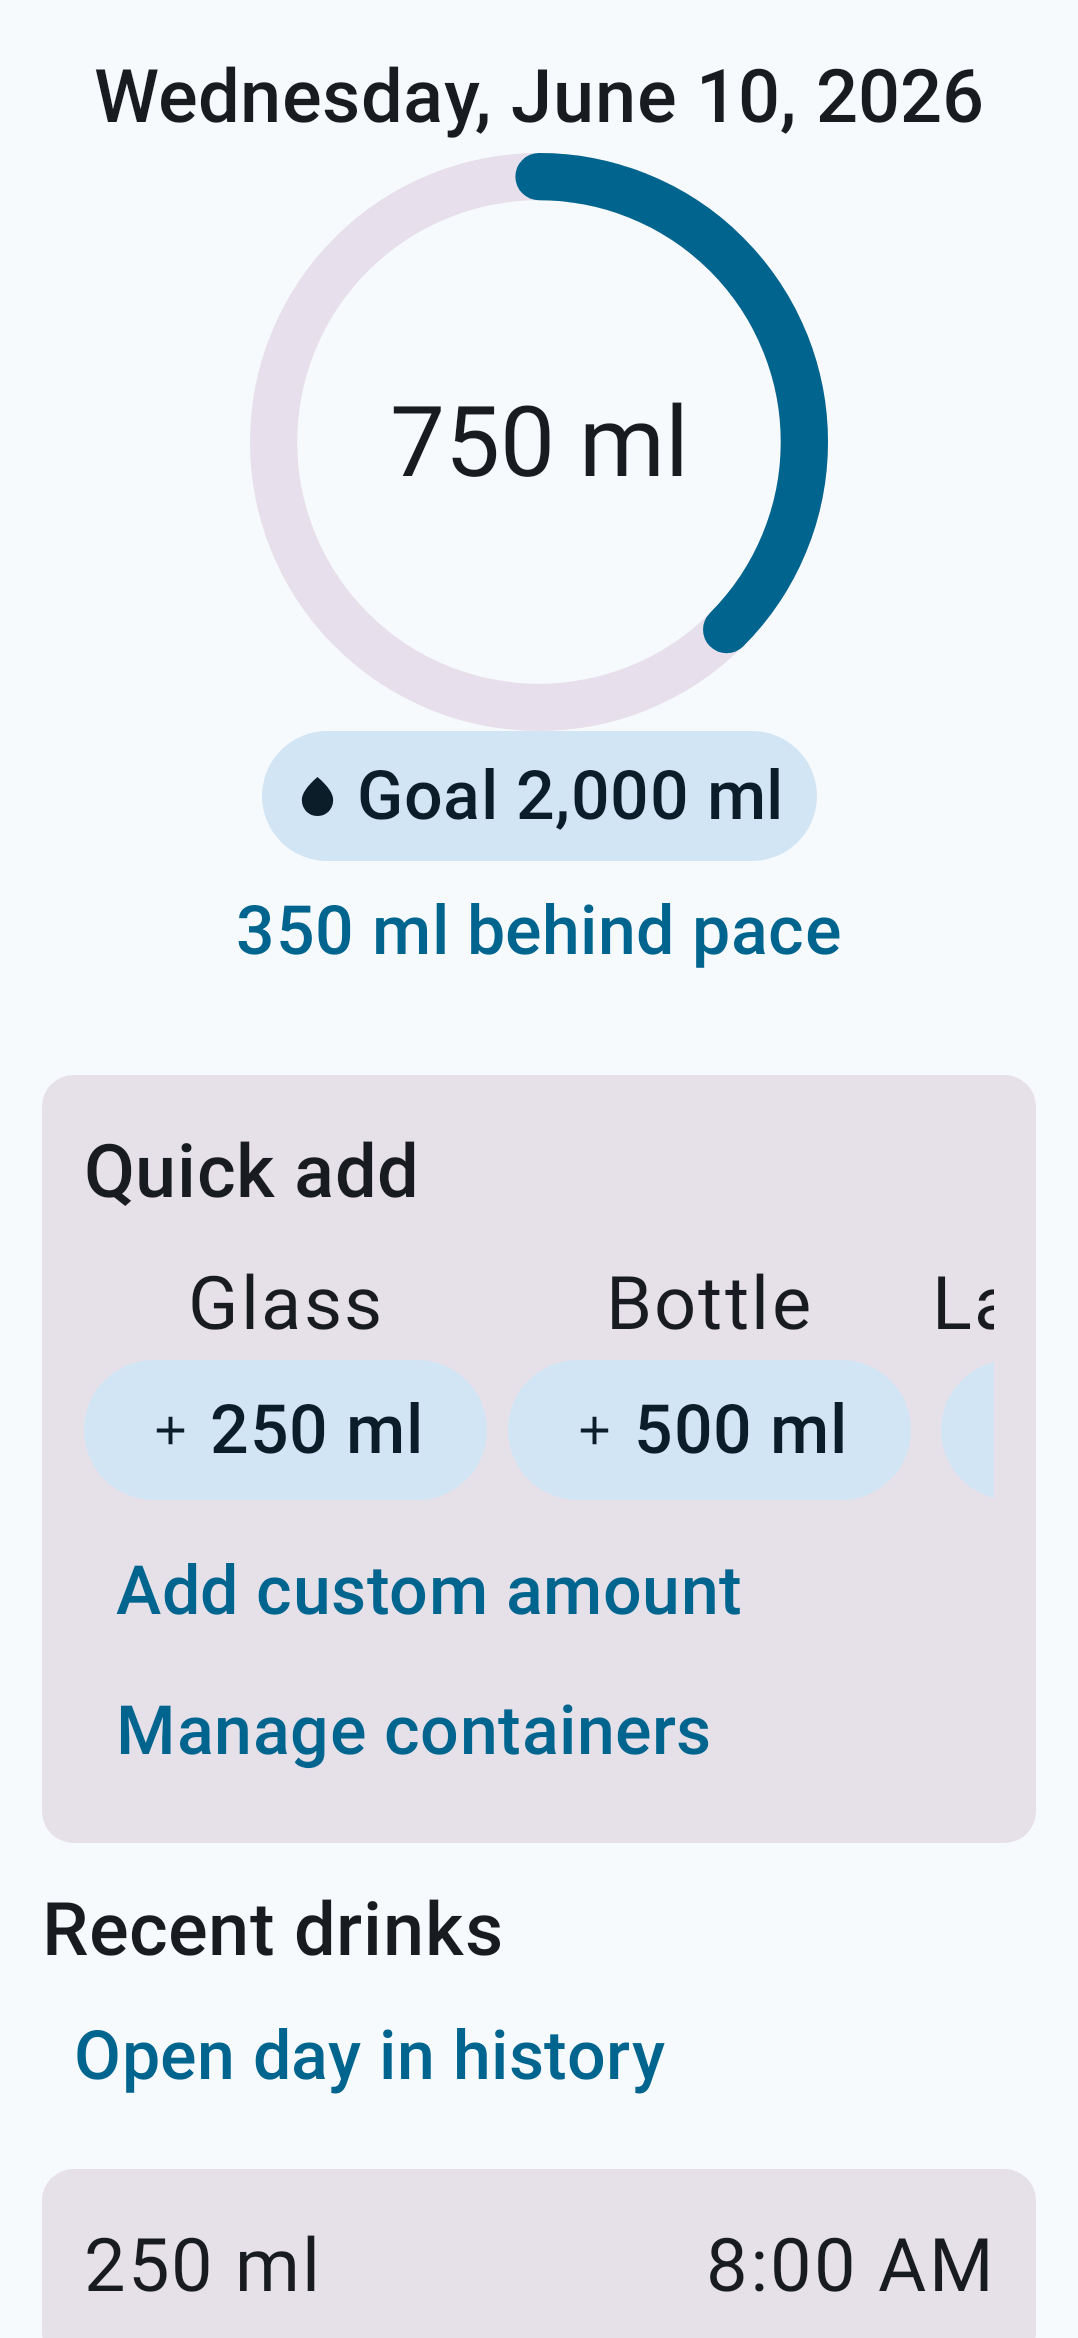 Wednesday, June 10, 2026
750 ml
Goal 2,000 ml
350 ml behind pace
Quick add
Glass Bottle
+ 250 ml + 500 ml
Add custom amount
Manage containers
Recent drinks
Open day in history
250 ml 8:00 AM